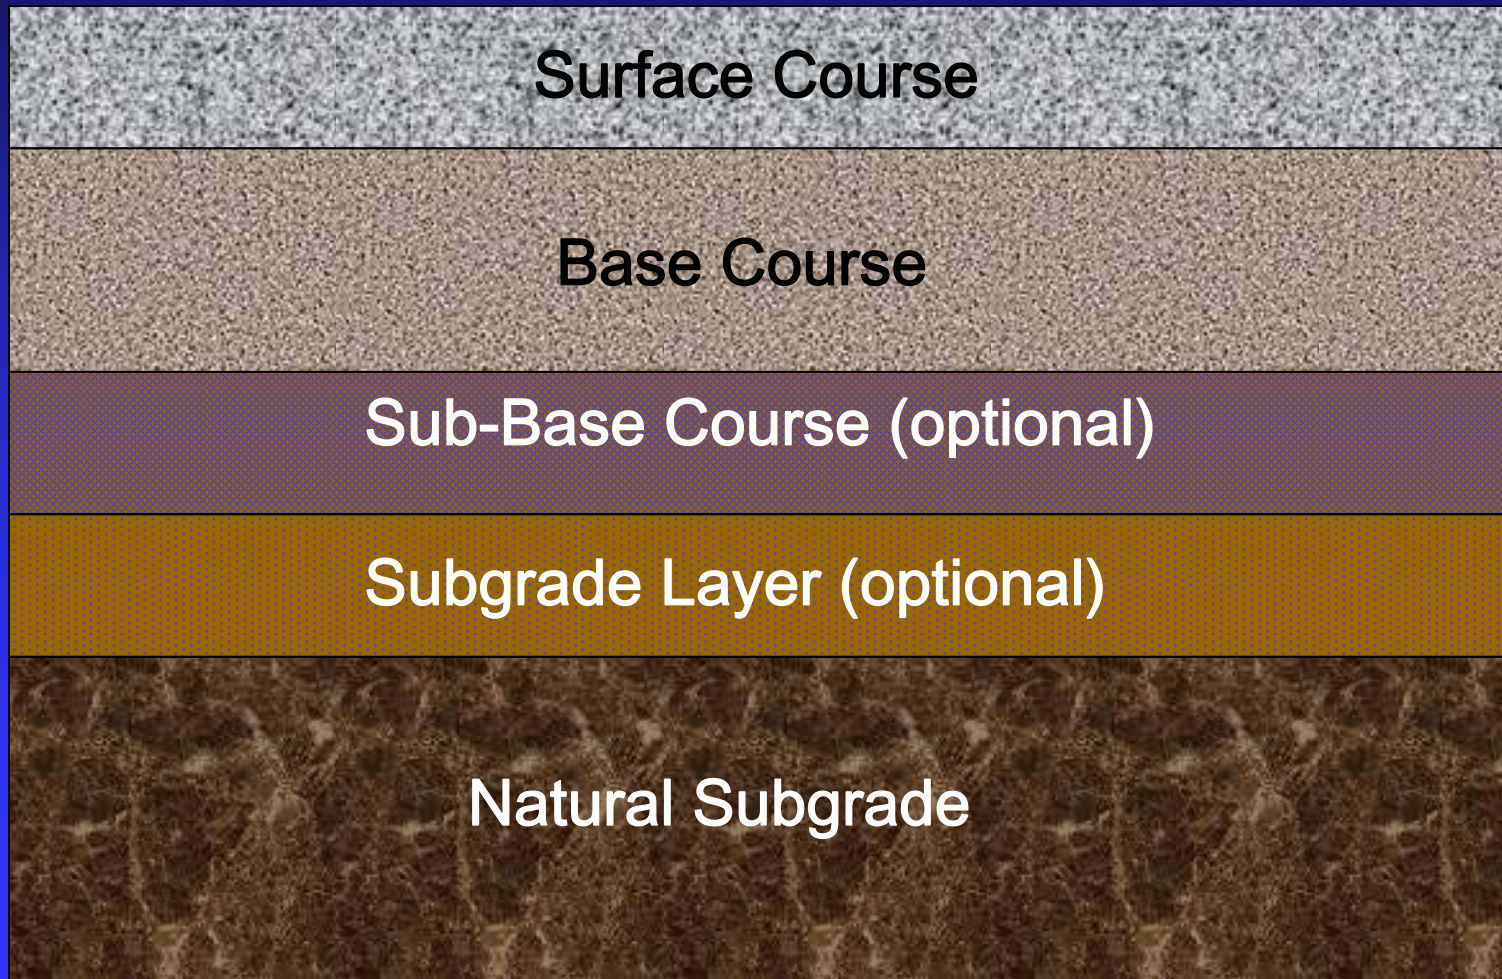 Surface Course
Base Course
Sub-Base Course (optional)
Subgrade Layer (optional)
Natural Subgrade